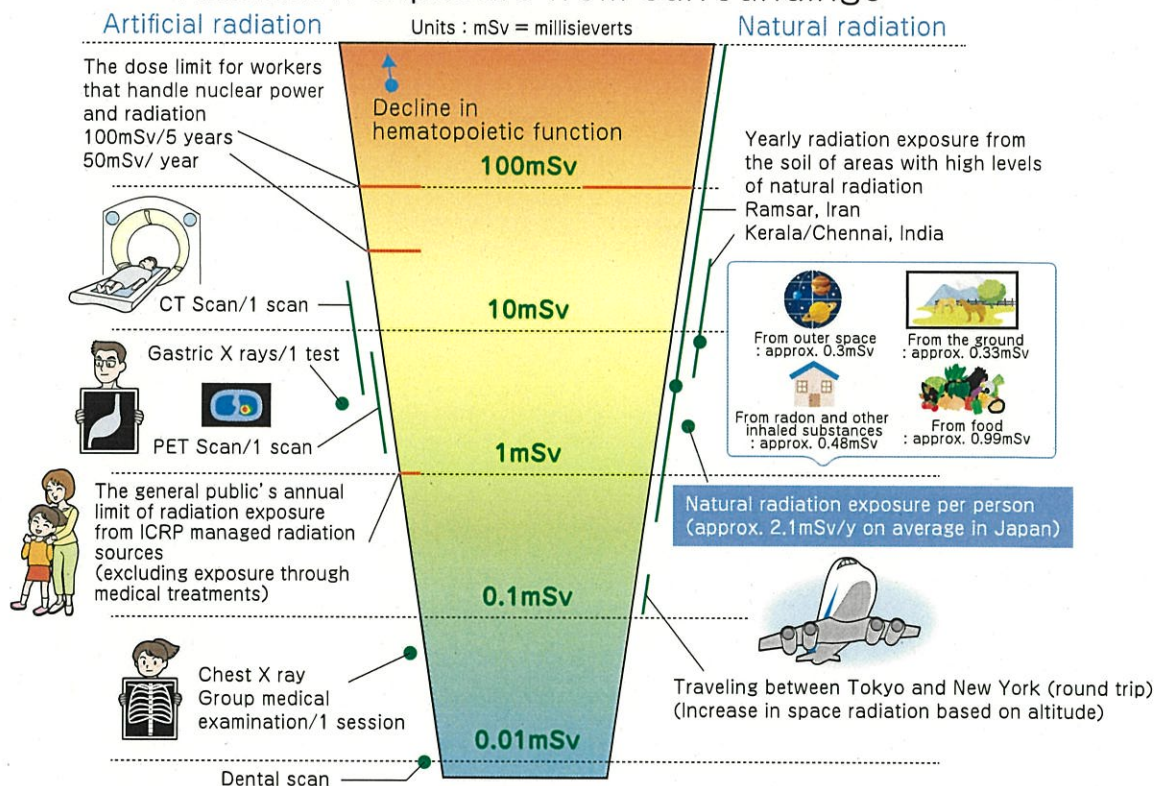 Artificial radiation
Units : mSv = millisieverts
Natural radiation
The dose limit for workers
that handle nuclear power
and radiation
100mSv/5 years
50mSv/ year
Decline in
hematopoietic function
100mSv
Yearly radiation exposure from
the soil of areas with high levels
of natural radiation
Ramsar, Iran
Kerala/Chennai, India
CT Scan/1 scan
10mSv
From outer space
: approx. 0.3mSv
From the ground
: approx. 0.33mSv
Gastric X rays/1 test
PET Scan/1 scan
From radon and other
inhaled substances
: approx. 0.48mSv
From food
: approx. 0.99mSv
1mSv
The general public's annual
limit of radiation exposure
from ICRP managed radiation
sources
(excluding exposure through
medical treatments)
Natural radiation exposure per person
(approx. 2.1mSv/y on average in Japan)
0.1mSv
Chest X ray
Group medical
examination/1 session
Traveling between Tokyo and New York (round trip)
(Increase in space radiation based on altitude)
0.01mSv
Dental scan